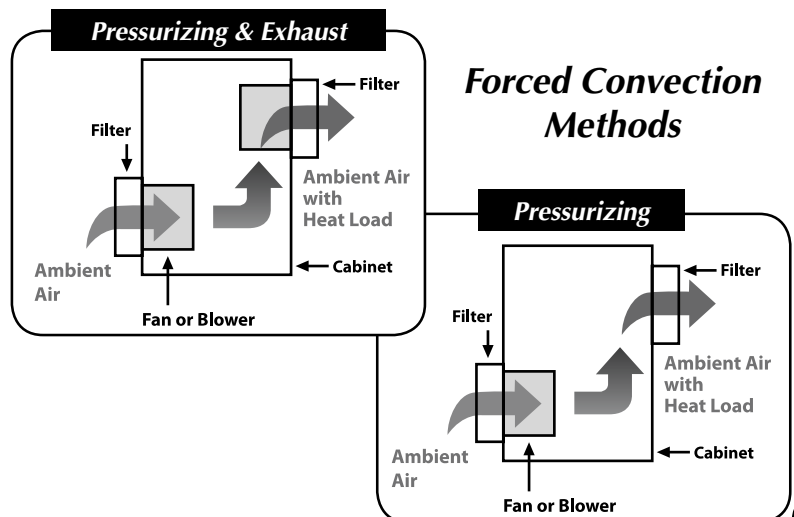 Pressurizing & Exhaust
Forced Convection
Methods
Filter
Filter
Ambient Air
with
Heat Load
Ambient
Air
Cabinet
Fan or Blower
Pressurizing
Filter
Filter
Ambient Air
with
Heat Load
Ambient
Air
Cabinet
Fan or Blower